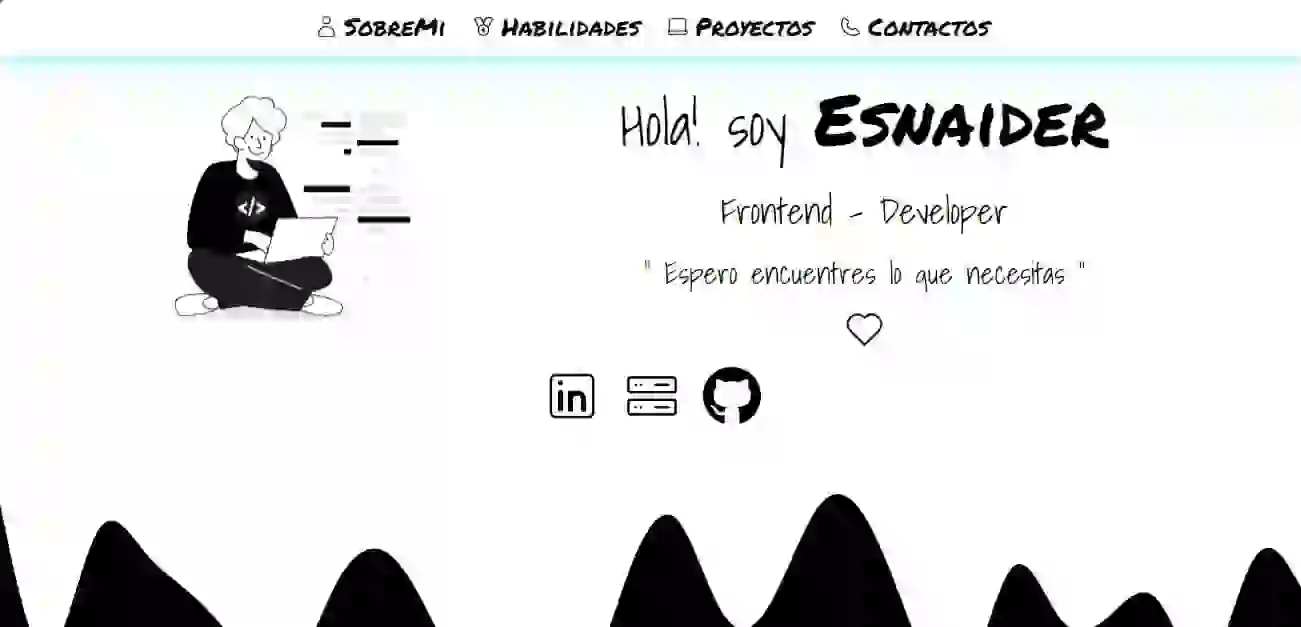 SobreMi Habilidades Proyectos Contactos
Hola! soy Esnaider
</>
Frontend - Developer
" Espero encuentres lo que necesitas "
in